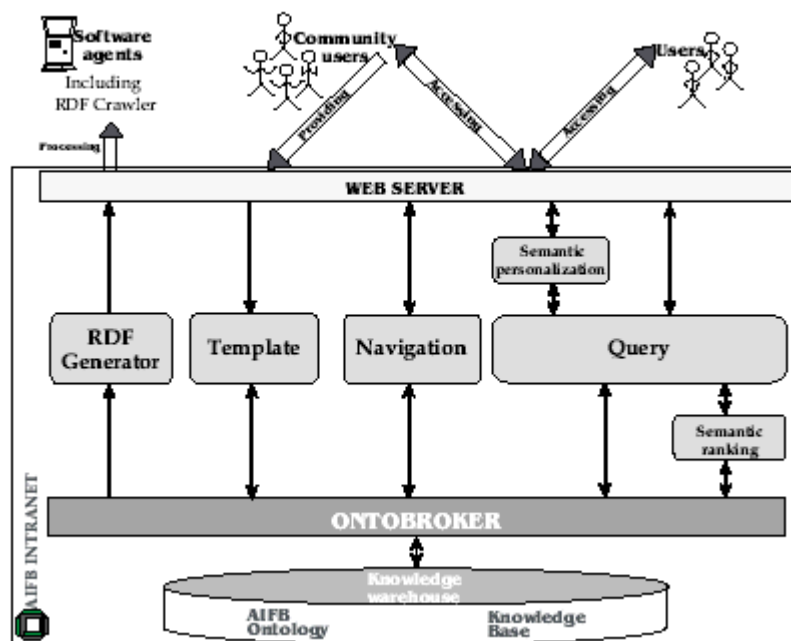 Software
agents
Including
RDF Crawler
Processing
Community
users
Providing
Accessing
Accessing
Users
WEB SERVER
Semantic
personalization
RDF
Generator
Template
Navigation
Query
Semantic
ranking
ONTOBROKER
AIFB INTRANET
Knowledge
warehouse
AIFB
Ontology
Knowledge
Base